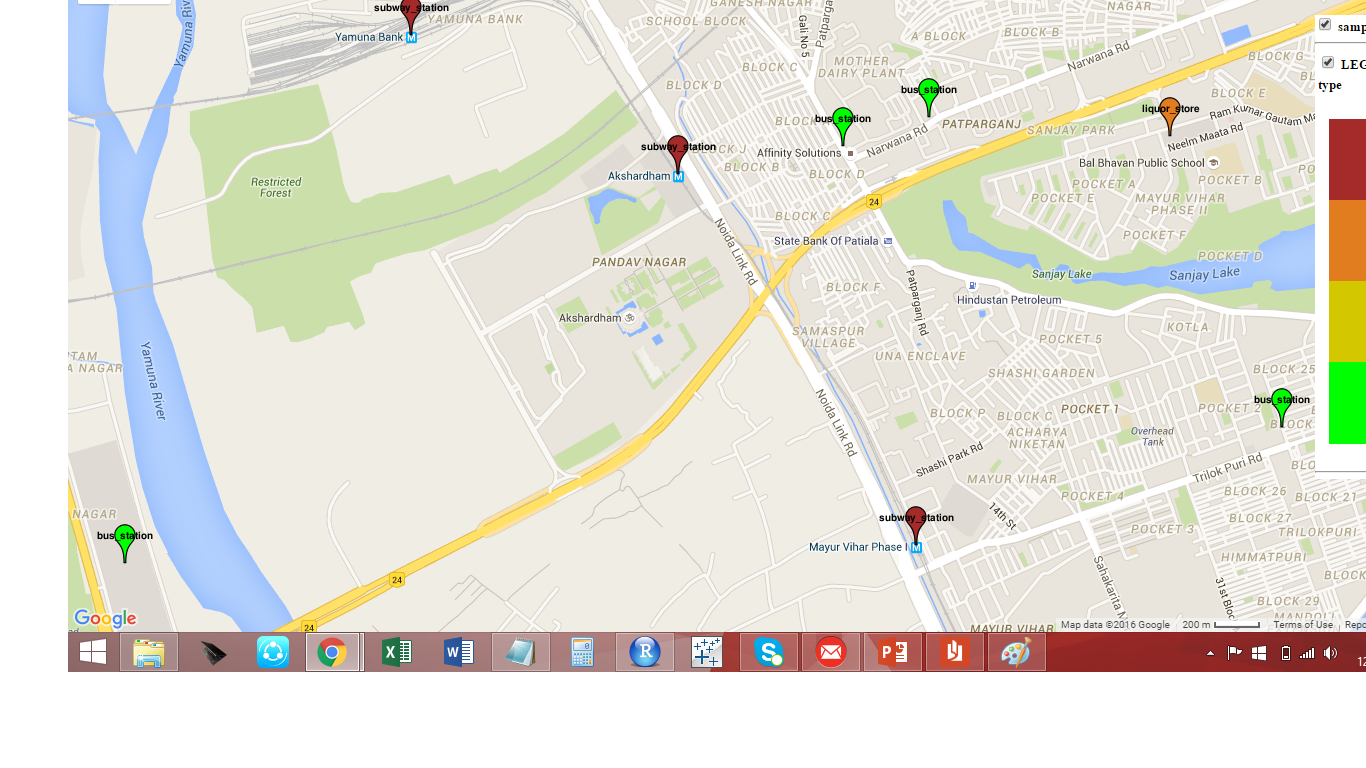 subway_station
YAMUNA BANK
Yamuna Bank
M
Yamuna Riv
GANESH NAGAR
SCHOOL BLOCK
Gali No 5
Patparga
NAGAR
A BLOCK
BLOCK B
Narwana Rd
BLOCK G
BLOCK C
MOTHER
DAIRY PLANT
BLOCK D
BLOCK E
bus_station
bus_station
liquor_store
Ram Kumar Gautam Ma
PATPARGANJ
SANJAY PARK
Neelm Maata Rd
subway_station
BLOCK J
Affinity Solutions
Narwana Rd
Bal Bhavan Public School
BLOCK B
BLOCK D
Akshardham
M
Restricted
Forest
POCKET A
POCKET B
POCKET E
MAYUR VIHAR
PHASE II
24
BLOCK C
State Bank Of Patiala
POCKET F
Noida Link Rd
POCKET D
PANDAV NAGAR
Sanjay Lake
Sanjay Lake
BLOCK F
Patparganj Rd
Hindustan Petroleum
Akshardham
SAMASPUR
VILLAGE
KOTLA
POCKET 5
UNA ENCLAVE
Yamuna River
SHASHI GARDEN
BLOCK 25
A NAGAR
bus_station
Noida Link Rd
BLOCK P
BLOCK C
POCKET 1
POCKET 2
ACHARYA
NIKETAN
Overhead
Tank
Shashi Park Rd
Trilok Puri Rd
MAYUR VIHAR
POCKET 4
BLOCK 26
BLOCK 21
NAGAR
subway_station
14th St
BLOCK 27
POCKET 3
TRILOKPURI
bus_station
Mayur Vihar Phase I
M
HIMMATPURI
Sahakarita M
31st Bloc
24
BLOCK 29
24
Google
MAYUR VIHAR
Map data ©2016 Google
200 m
Terms of Use
Repo
samp
LEG
type
X
W
R
S
P
12